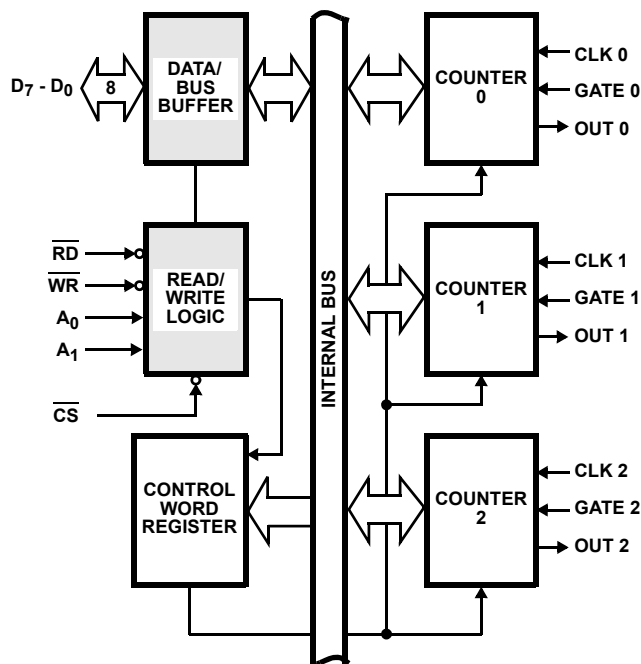 D7 - D0
8
DATA/
BUS
BUFFER
COUNTER
0
CLK 0
GATE 0
OUT 0
RD
WR
A0
A1
CS
READ/
WRITE
LOGIC
INTERNAL BUS
COUNTER
1
CLK 1
GATE 1
OUT 1
CONTROL
WORD
REGISTER
COUNTER
2
CLK 2
GATE 2
OUT 2